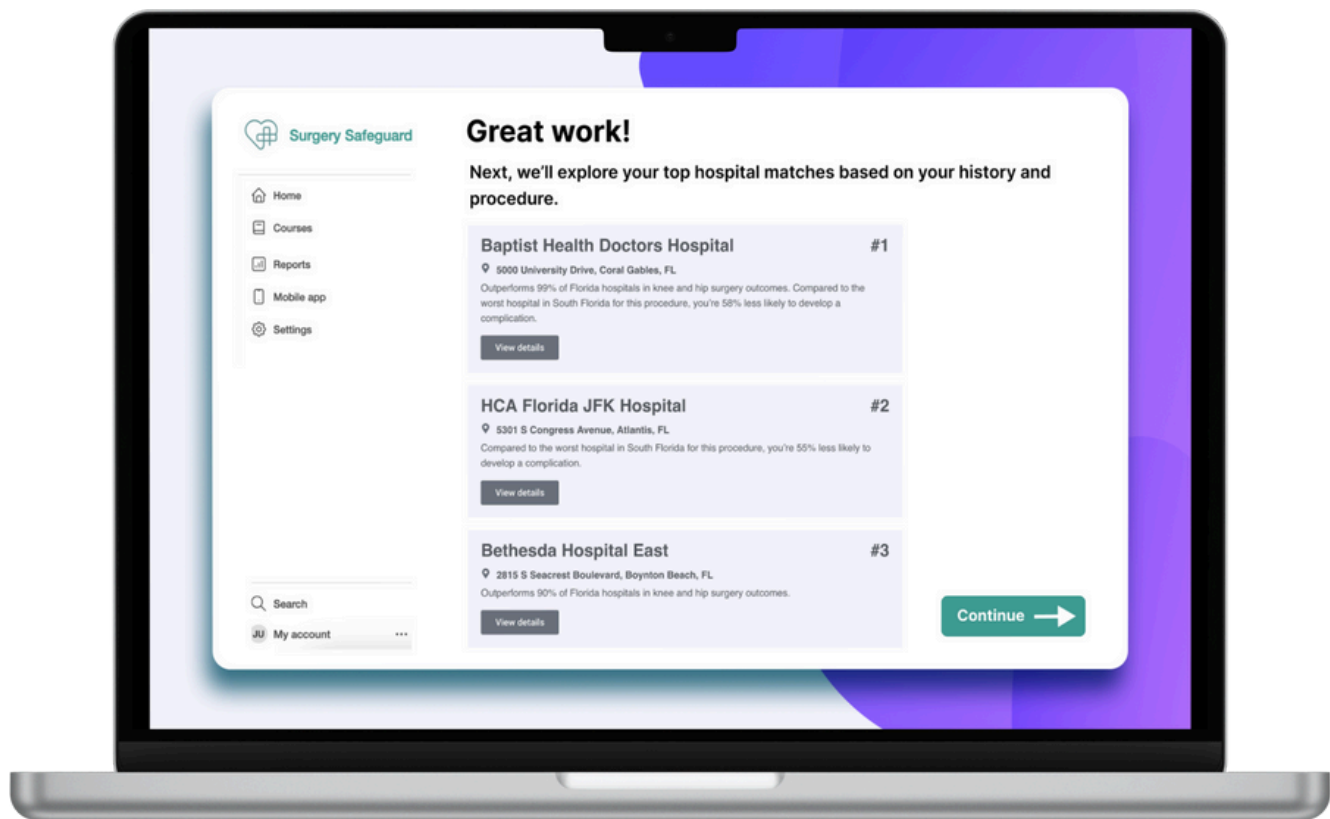 Surgery Safeguard
Home
Courses
Reports
Mobile app
Settings
Search
JU My account
Great work!
Next, we'll explore your top hospital matches based on your history and
procedure.
Baptist Health Doctors Hospital #1
5000 University Drive, Coral Gables, FL
Outperforms 99% of Florida hospitals in knee and hip surgery outcomes. Compared to the
worst hospital in South Florida for this procedure, you're 58% less likely to develop a
complication.
View details
HCA Florida JFK Hospital #2
5301 S Congress Avenue, Atlantis, FL
Compared to the worst hospital in South Florida for this procedure, you're 55% less likely to
develop a complication.
View details
Bethesda Hospital East #3
2815 S Seacrest Boulevard, Boynton Beach, FL
Outperforms 90% of Florida hospitals in knee and hip surgery outcomes.
View details
Continue